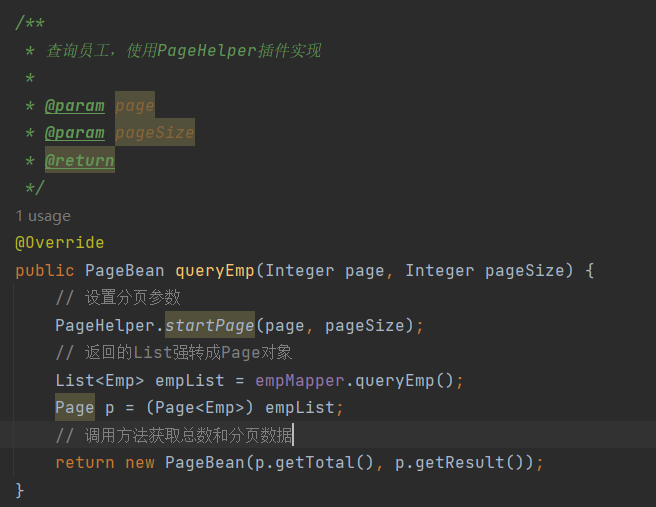 /**
* 查询员工，使用PageHelper插件实现
*
* @param page
* @param pageSize
* @return
*/
1 usage
@Override
public PageBean queryEmp(Integer page, Integer pageSize) {
// 设置分页参数
PageHelper.startPage(page, pageSize);
// 返回的List强转成Page对象
List<Emp> empList = empMapper.queryEmp();
Page p = (Page<Emp>) empList;
// 调用方法获取总数和分页数据
return new PageBean(p.getTotal(), p.getResult());
}